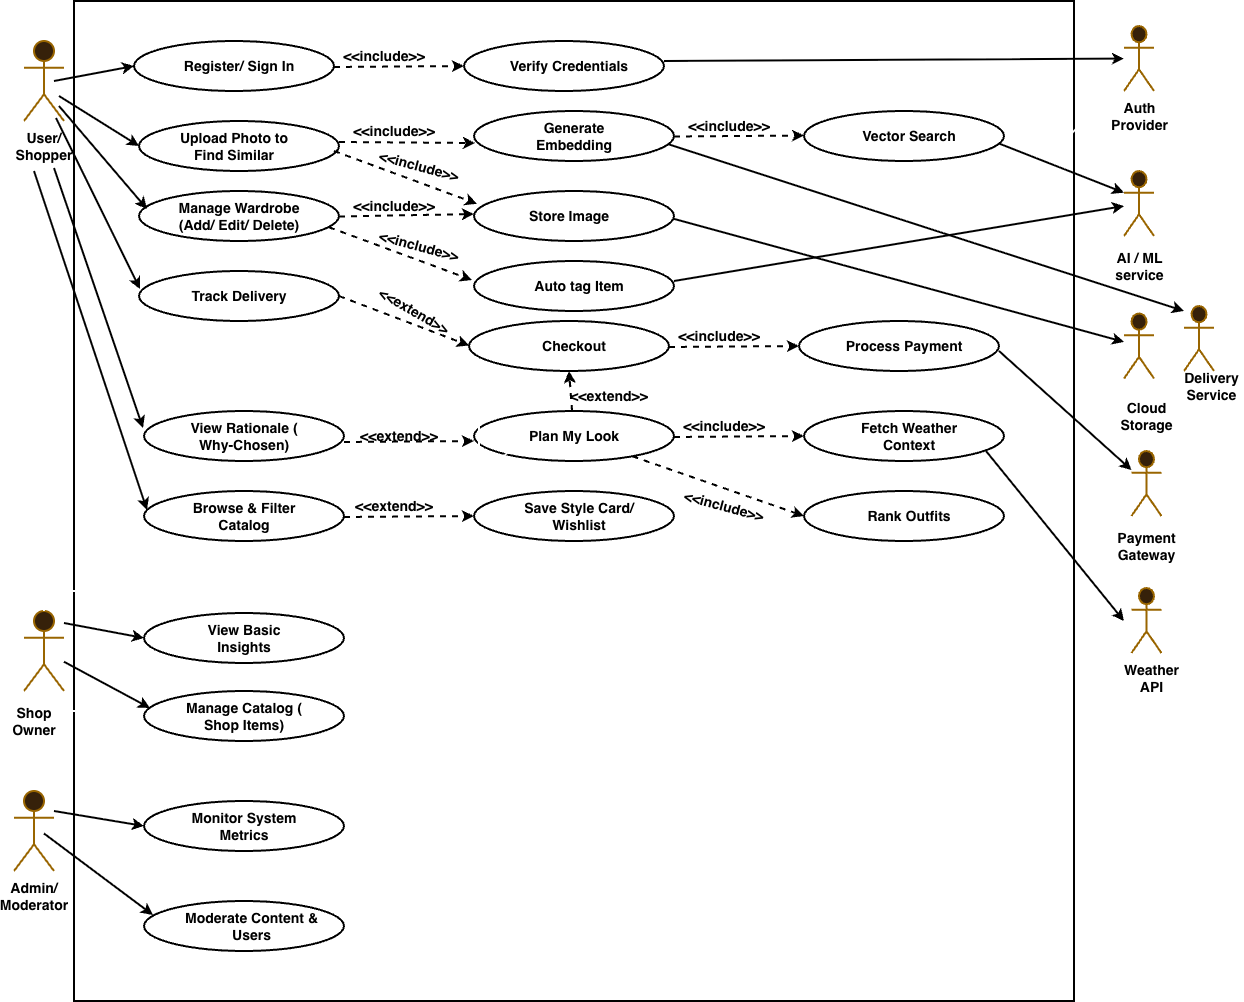 Register/ Sign In
<<include>>
Verify Credentials
Auth
Provider
User/
Shopper
Upload Photo to
Find Similar
<<include>>
Generate
Embedding
<<include>>
Vector Search
<<include>>
Manage Wardrobe
(Add/ Edit/ Delete)
<<include>>
Store Image
<<include>>
Auto tag Item
AI / ML
service
Track Delivery
<<extend>>
Checkout
<<include>>
Process Payment
Delivery
Service
Cloud
Storage
<<extend>>
View Rationale (
Why-Chosen)
<<extend>>
Plan My Look
<<include>>
Fetch Weather
Context
Browse & Filter
Catalog
<<extend>>
Save Style Card/
Wishlist
<<include>>
Rank Outfits
Payment
Gateway
View Basic
Insights
Weather
API
Shop
Owner
Manage Catalog (
Shop Items)
Monitor System
Metrics
Admin/
Moderator
Moderate Content &
Users